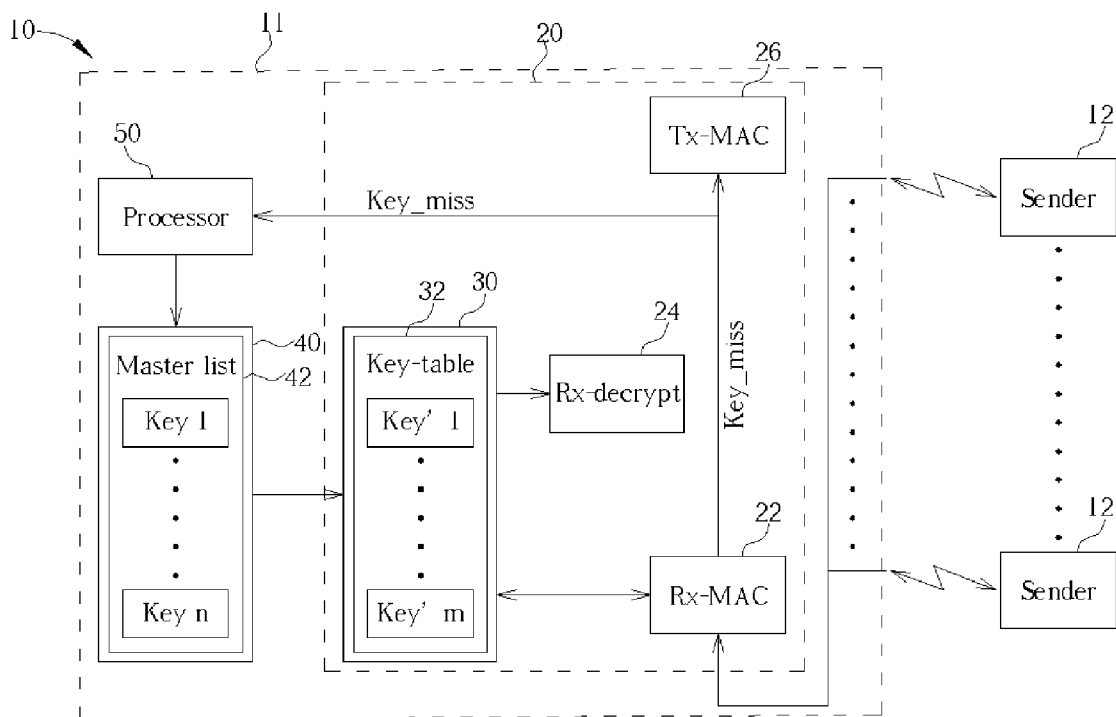 10
11
20
26
Tx-MAC
12
Sender
50
Processor
Key_miss
40
42
Master list
Key 1
Key n
30
32
Key-table
Key' 1
Key' m
24
Rx-decrypt
Key_miss
22
Rx-MAC
12
Sender